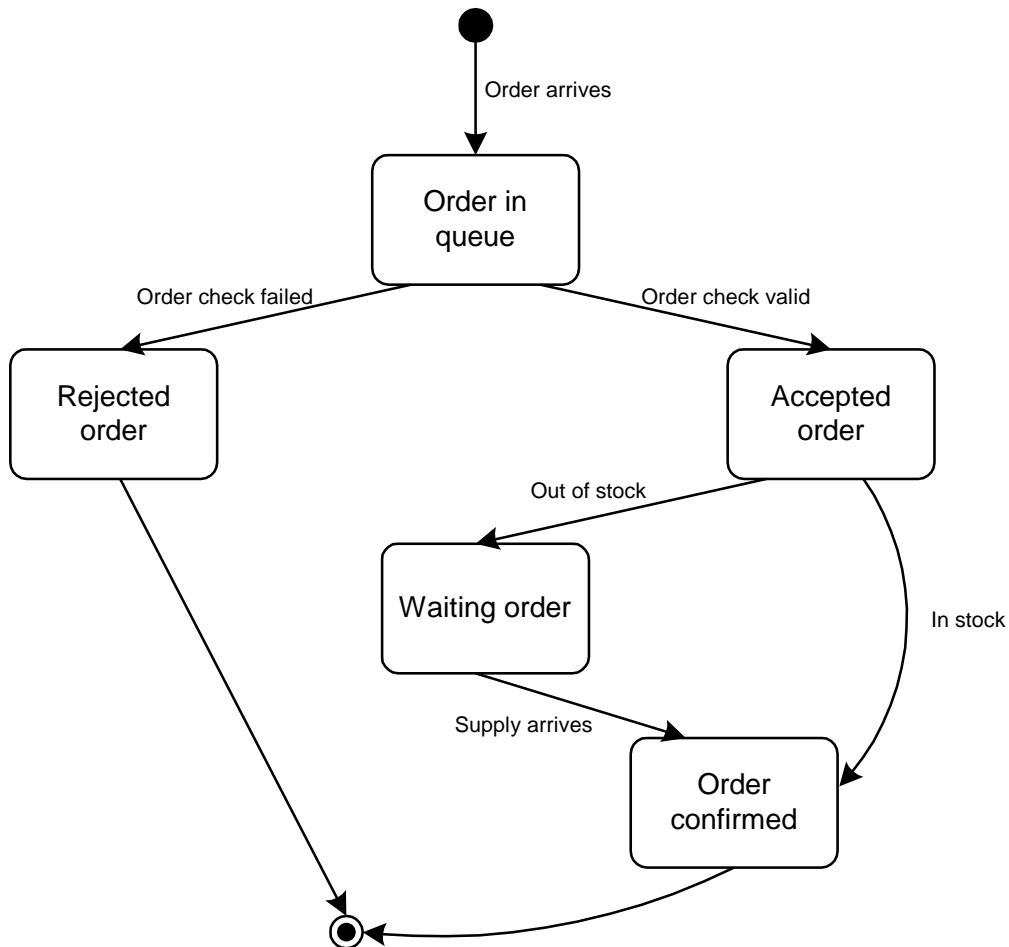 Order arrives
Order in
queue
Order check failed
Order check valid
Rejected
order
Accepted
order
Out of stock
Waiting order
In stock
Supply arrives
Order
confirmed